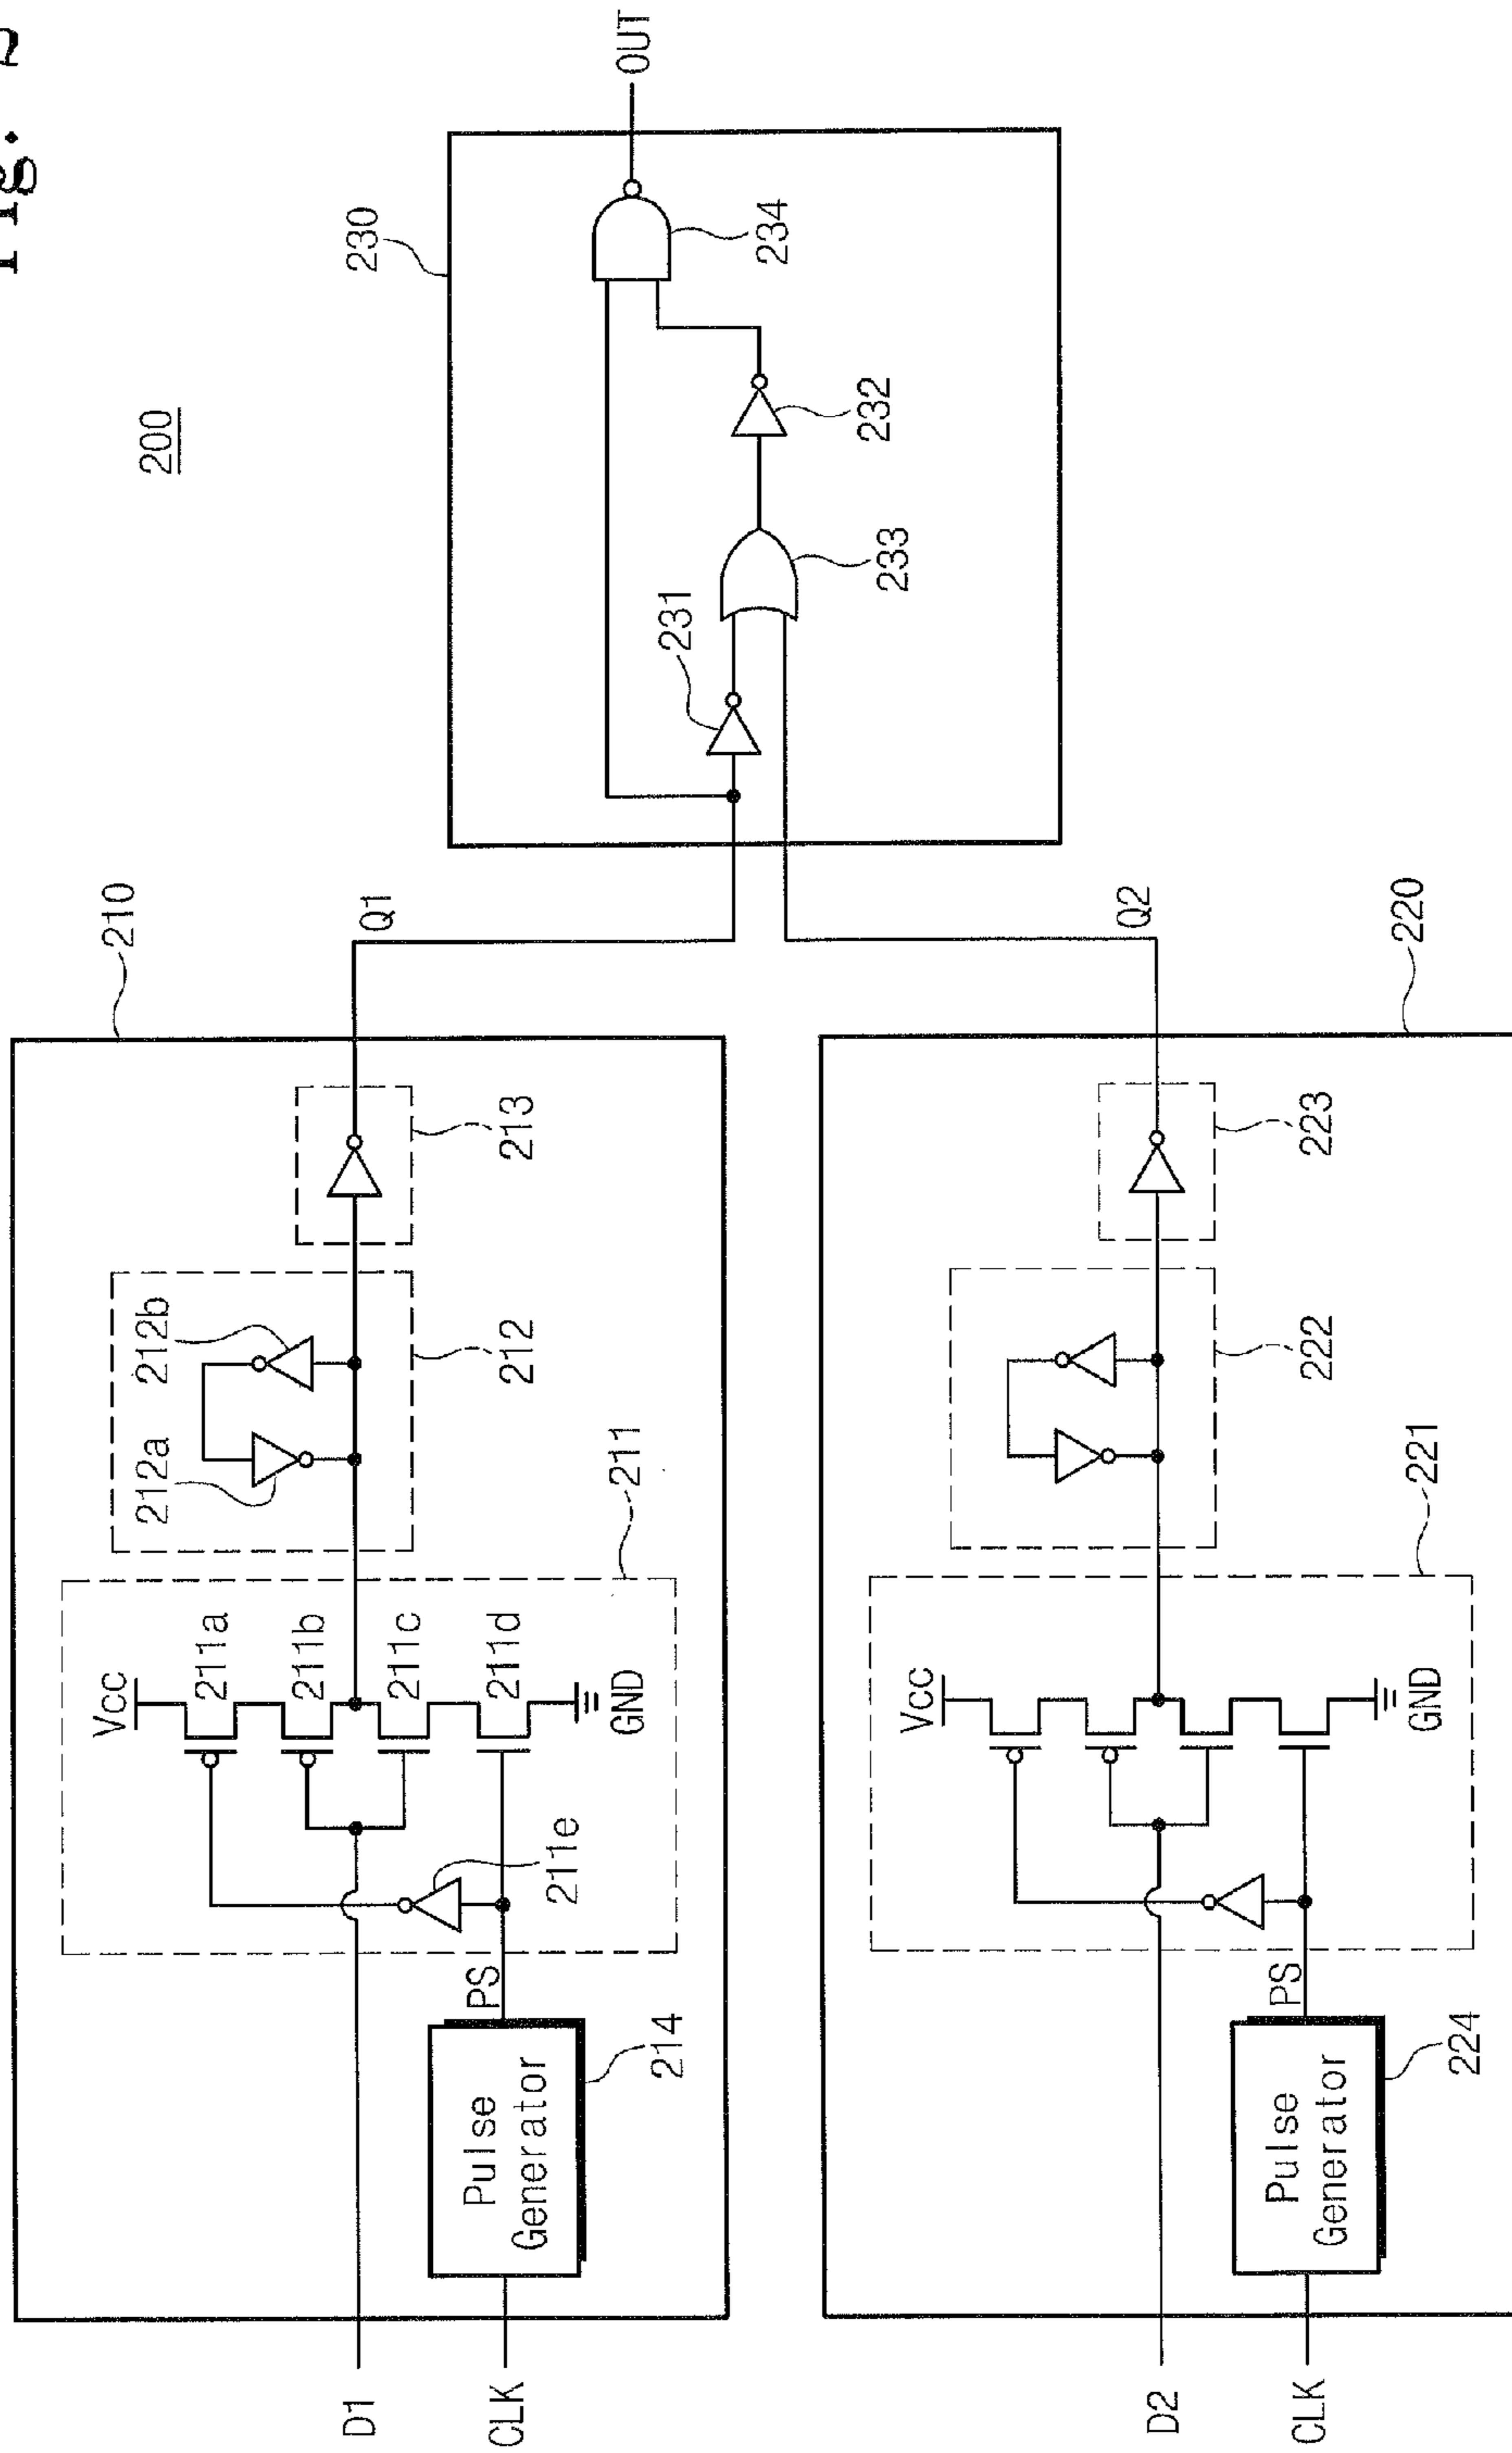 200
210
Vcc
211a
211b
211c
211d
GND
211e
211
212a
212b
212
213
Q1
D1
CLK
Pulse
Generator
PS
214
230
231
232
233
234
OUT
220
Vcc
GND
221
222
223
Q2
D2
CLK
Pulse
Generator
PS
224